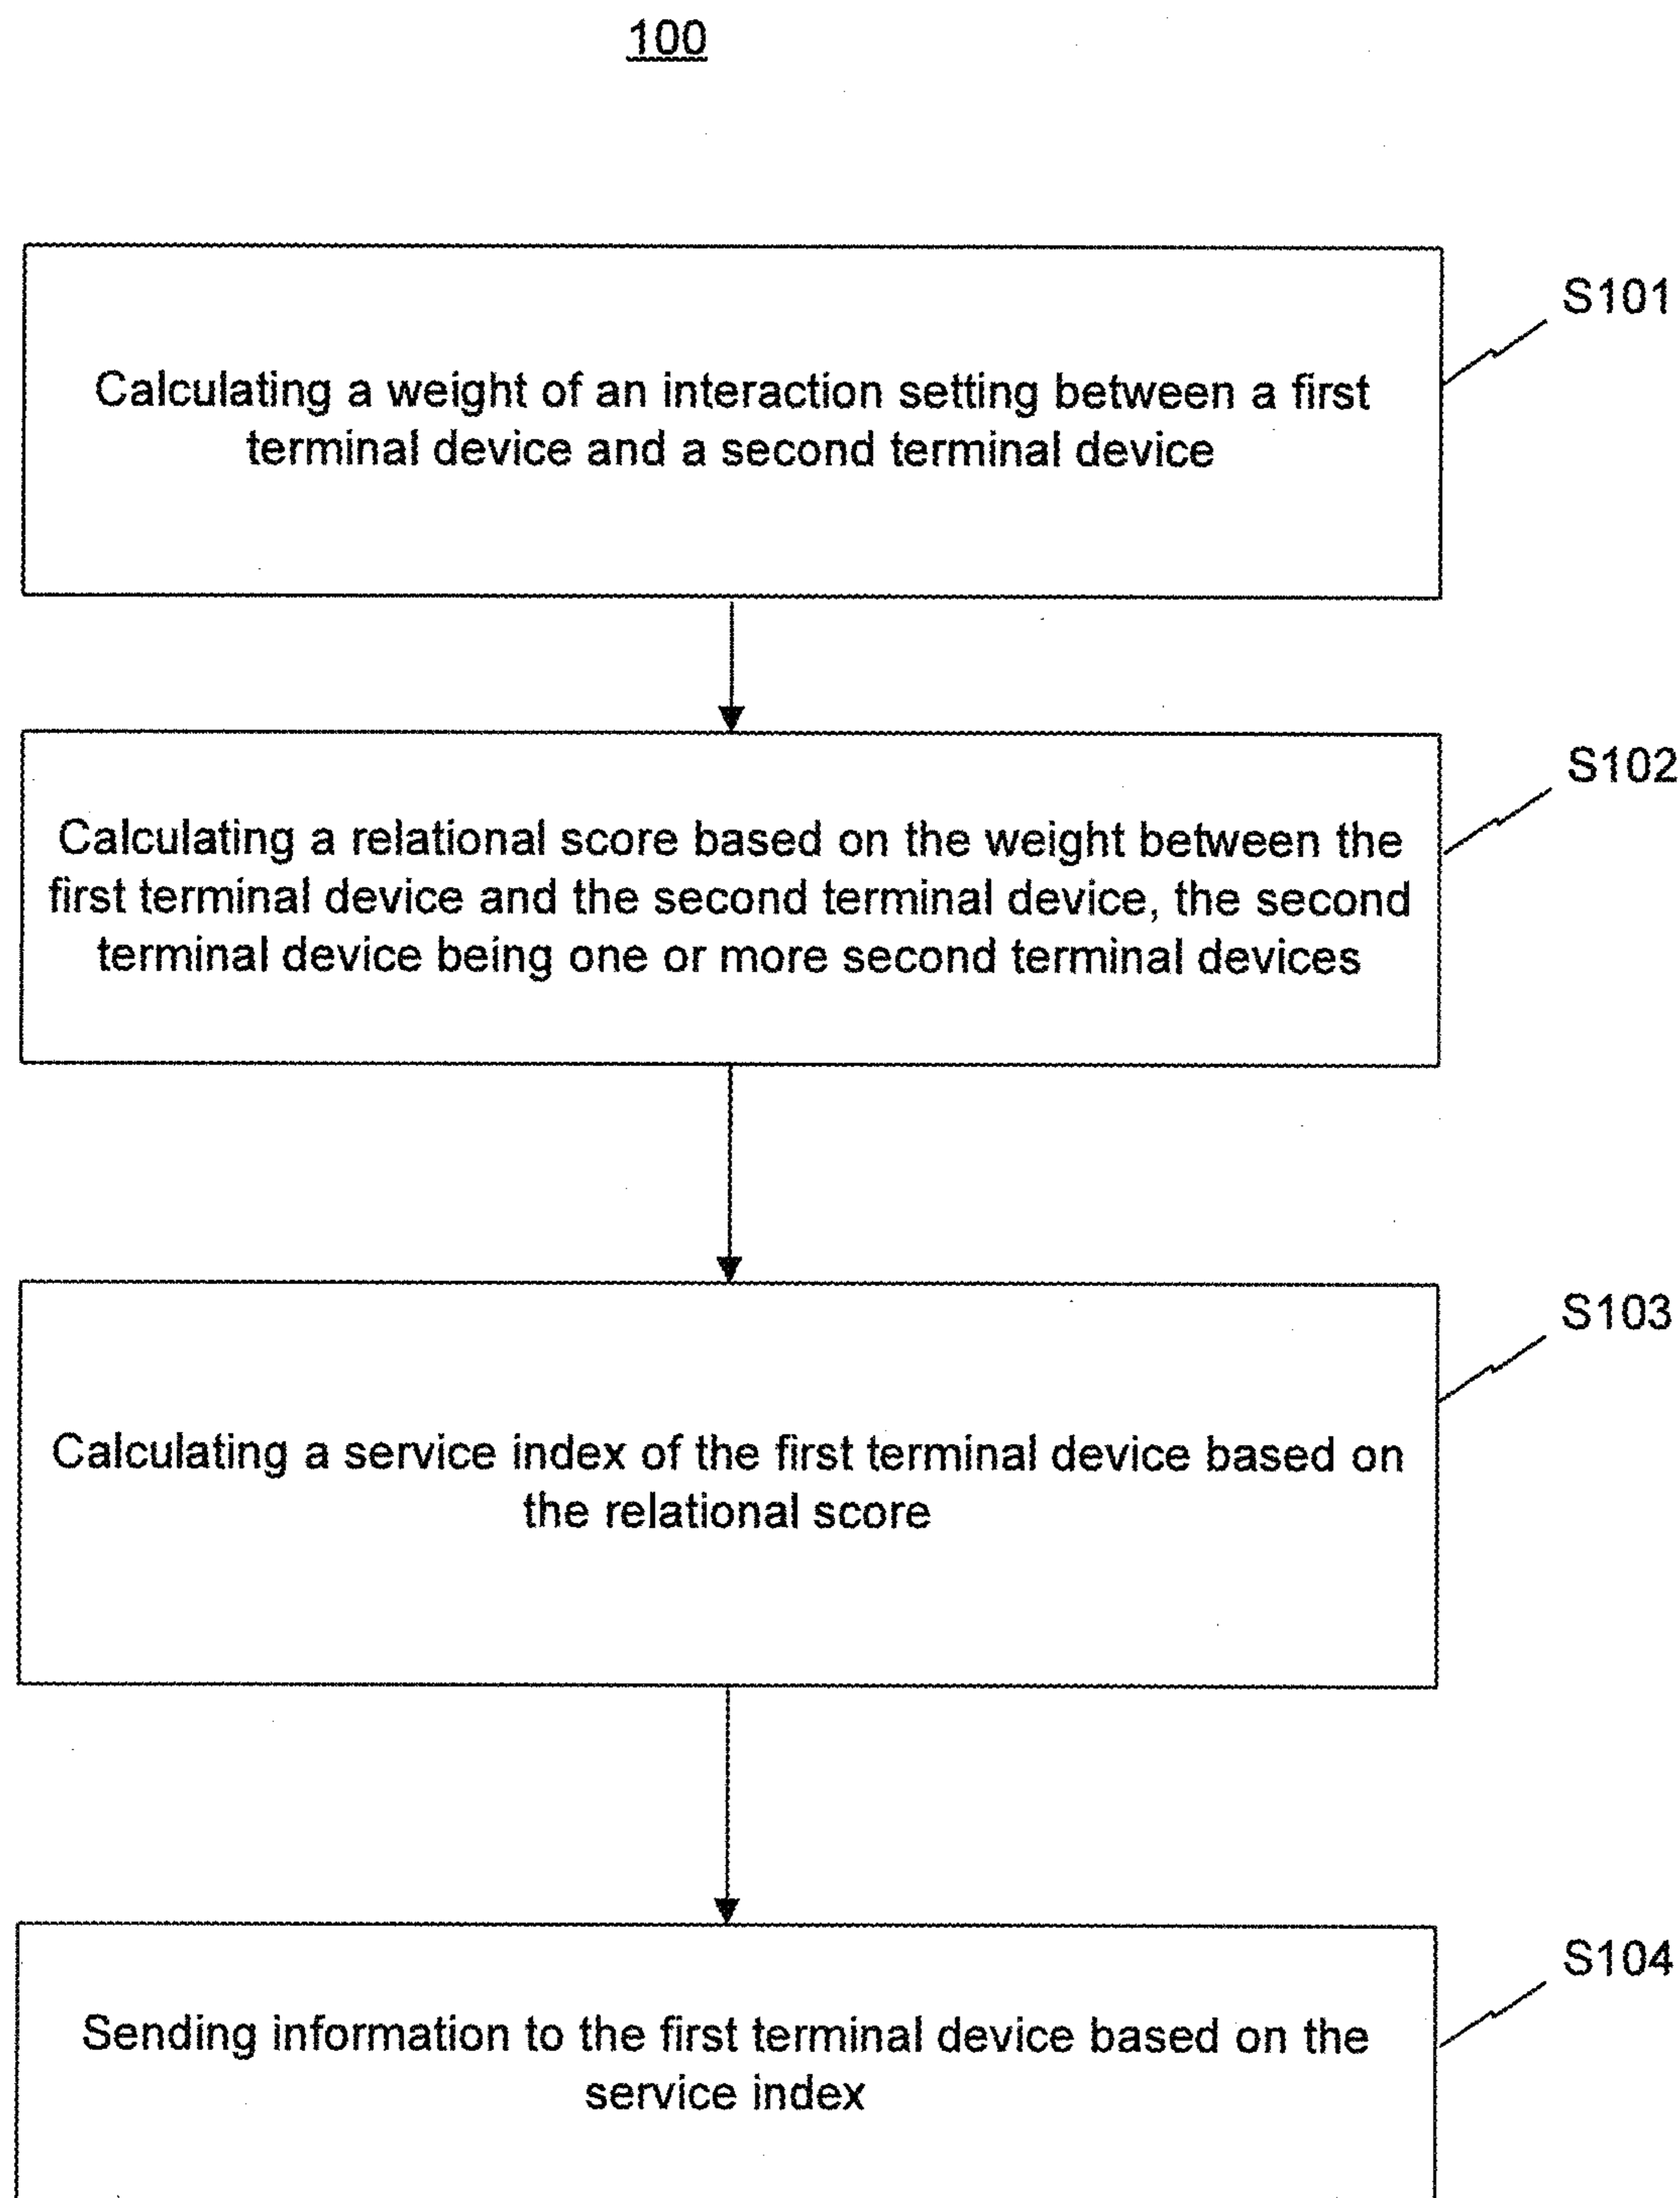 100
S101
Calculating a weight of an interaction setting between a first
terminal device and a second terminal device
S102
Calculating a relational score based on the weight between the
first terminal device and the second terminal device, the second
terminal device being one or more second terminal devices
S103
Calculating a service index of the first terminal device based on
the relational score
S104
Sending information to the first terminal device based on the
service index